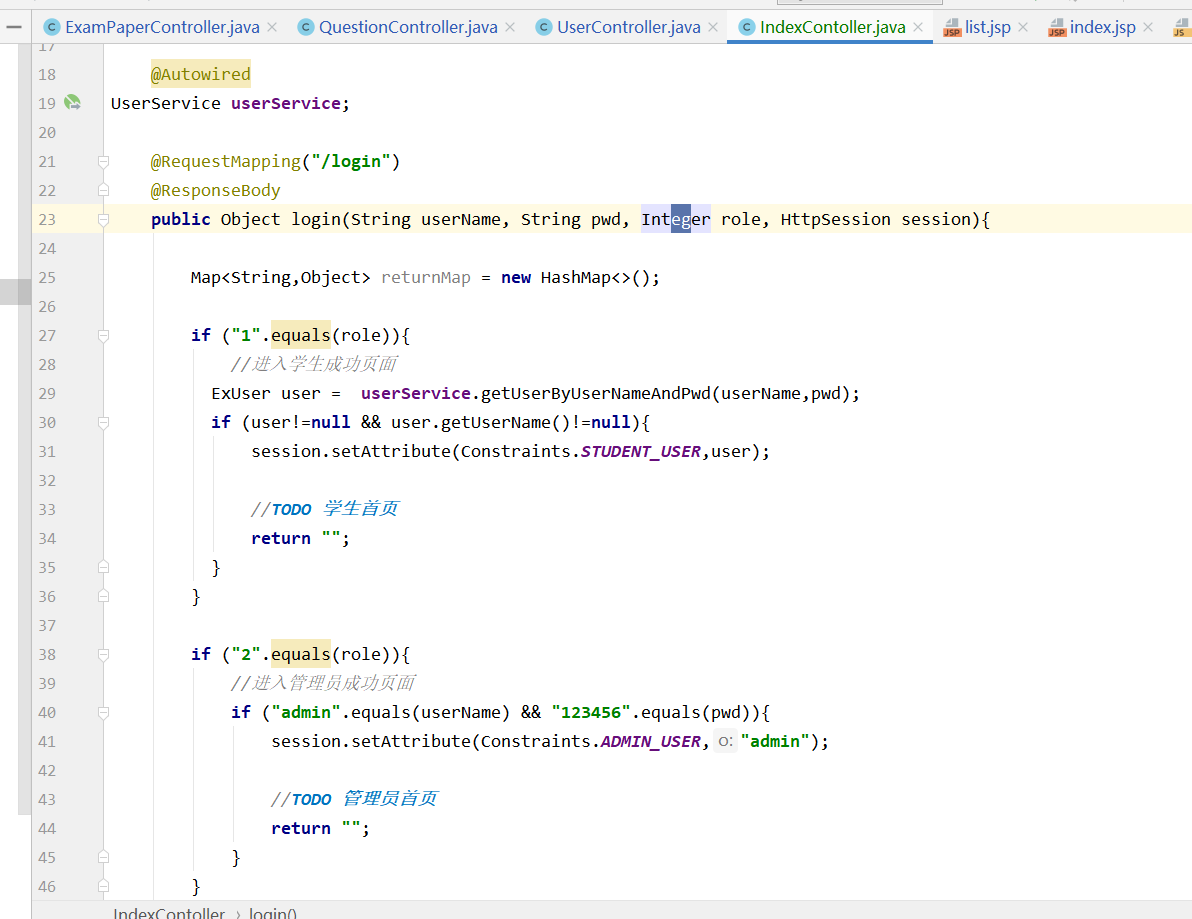 ExamPaperController.java QuestionController.java UserController.java IndexContoller.java list.jsp index.jsp
17
18 @Autowired
19 UserService userService;
20
21 @RequestMapping("/login")
22 @ResponseBody
23 public Object login(String userName, String pwd, Integer role, HttpSession session){
24
25 Map<String,Object> returnMap = new HashMap<>();
26
27 if ("1".equals(role)){
28 //进入学生成功页面
29 ExUser user =  userService.getUserByUserNameAndPwd(userName,pwd);
30 if (user!=null && user.getUserName()!=null){
31 session.setAttribute(Constraints.STUDENT_USER,user);
32
33 //TODO 学生首页
34 return "";
35 }
36 }
37
38 if ("2".equals(role)){
39 //进入管理员成功页面
40 if ("admin".equals(userName) && "123456".equals(pwd)){
41 session.setAttribute(Constraints.ADMIN_USER, o: "admin");
42
43 //TODO 管理员首页
44 return "";
45 }
46 }
IndexContoller › login()